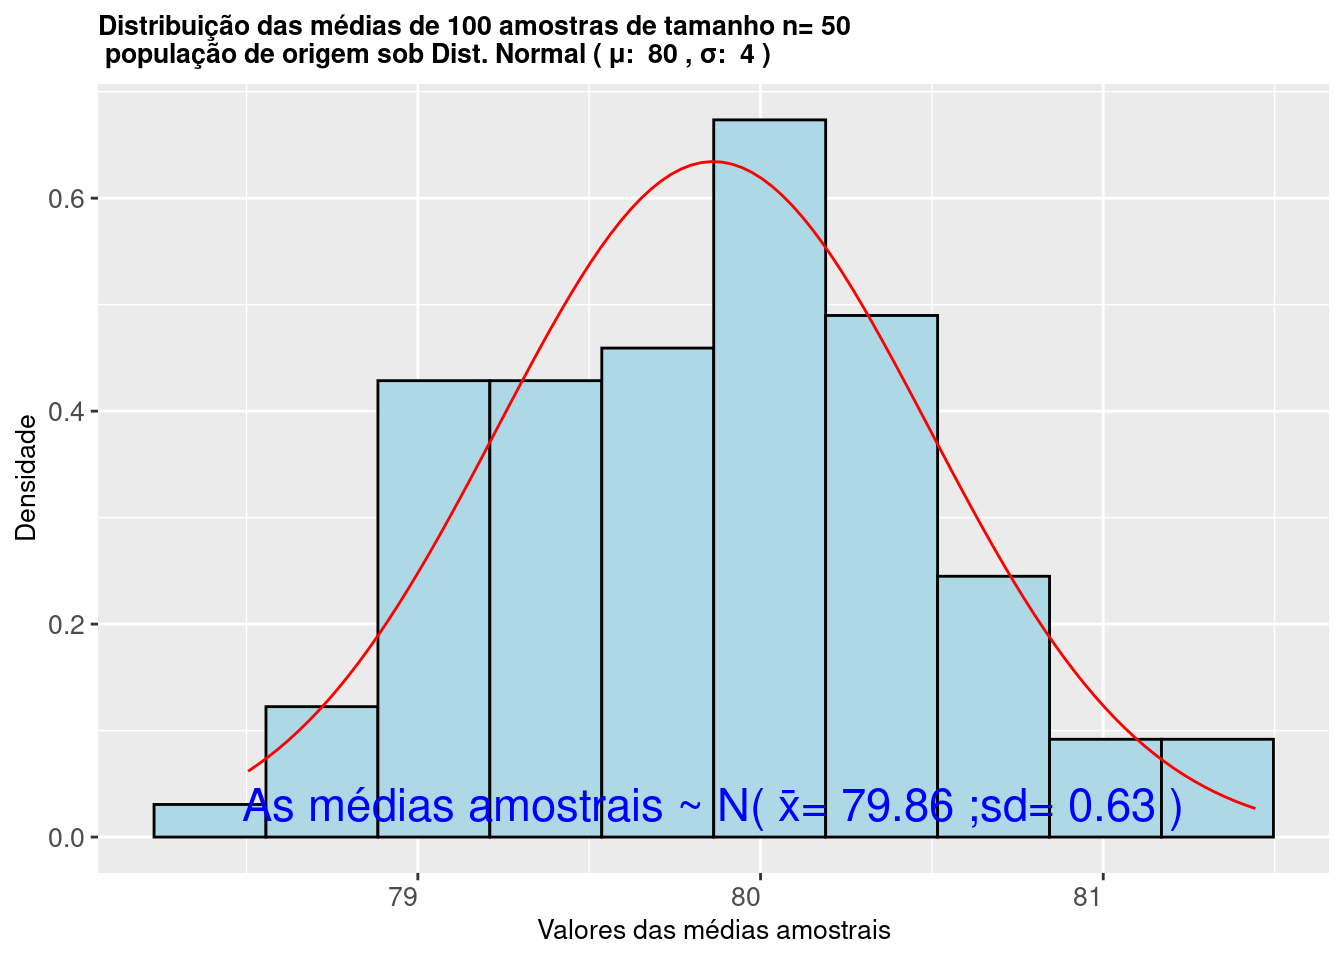 Distribuição das médias de 100 amostras de tamanho n= 50
população de origem sob Dist. Normal ( μ:  80 , σ:  4 )
Densidade
0.6
0.4
0.2
0.0
As médias amostrais ~ N( x̄= 79.86 ;sd= 0.63 )
79 80 81
Valores das médias amostrais